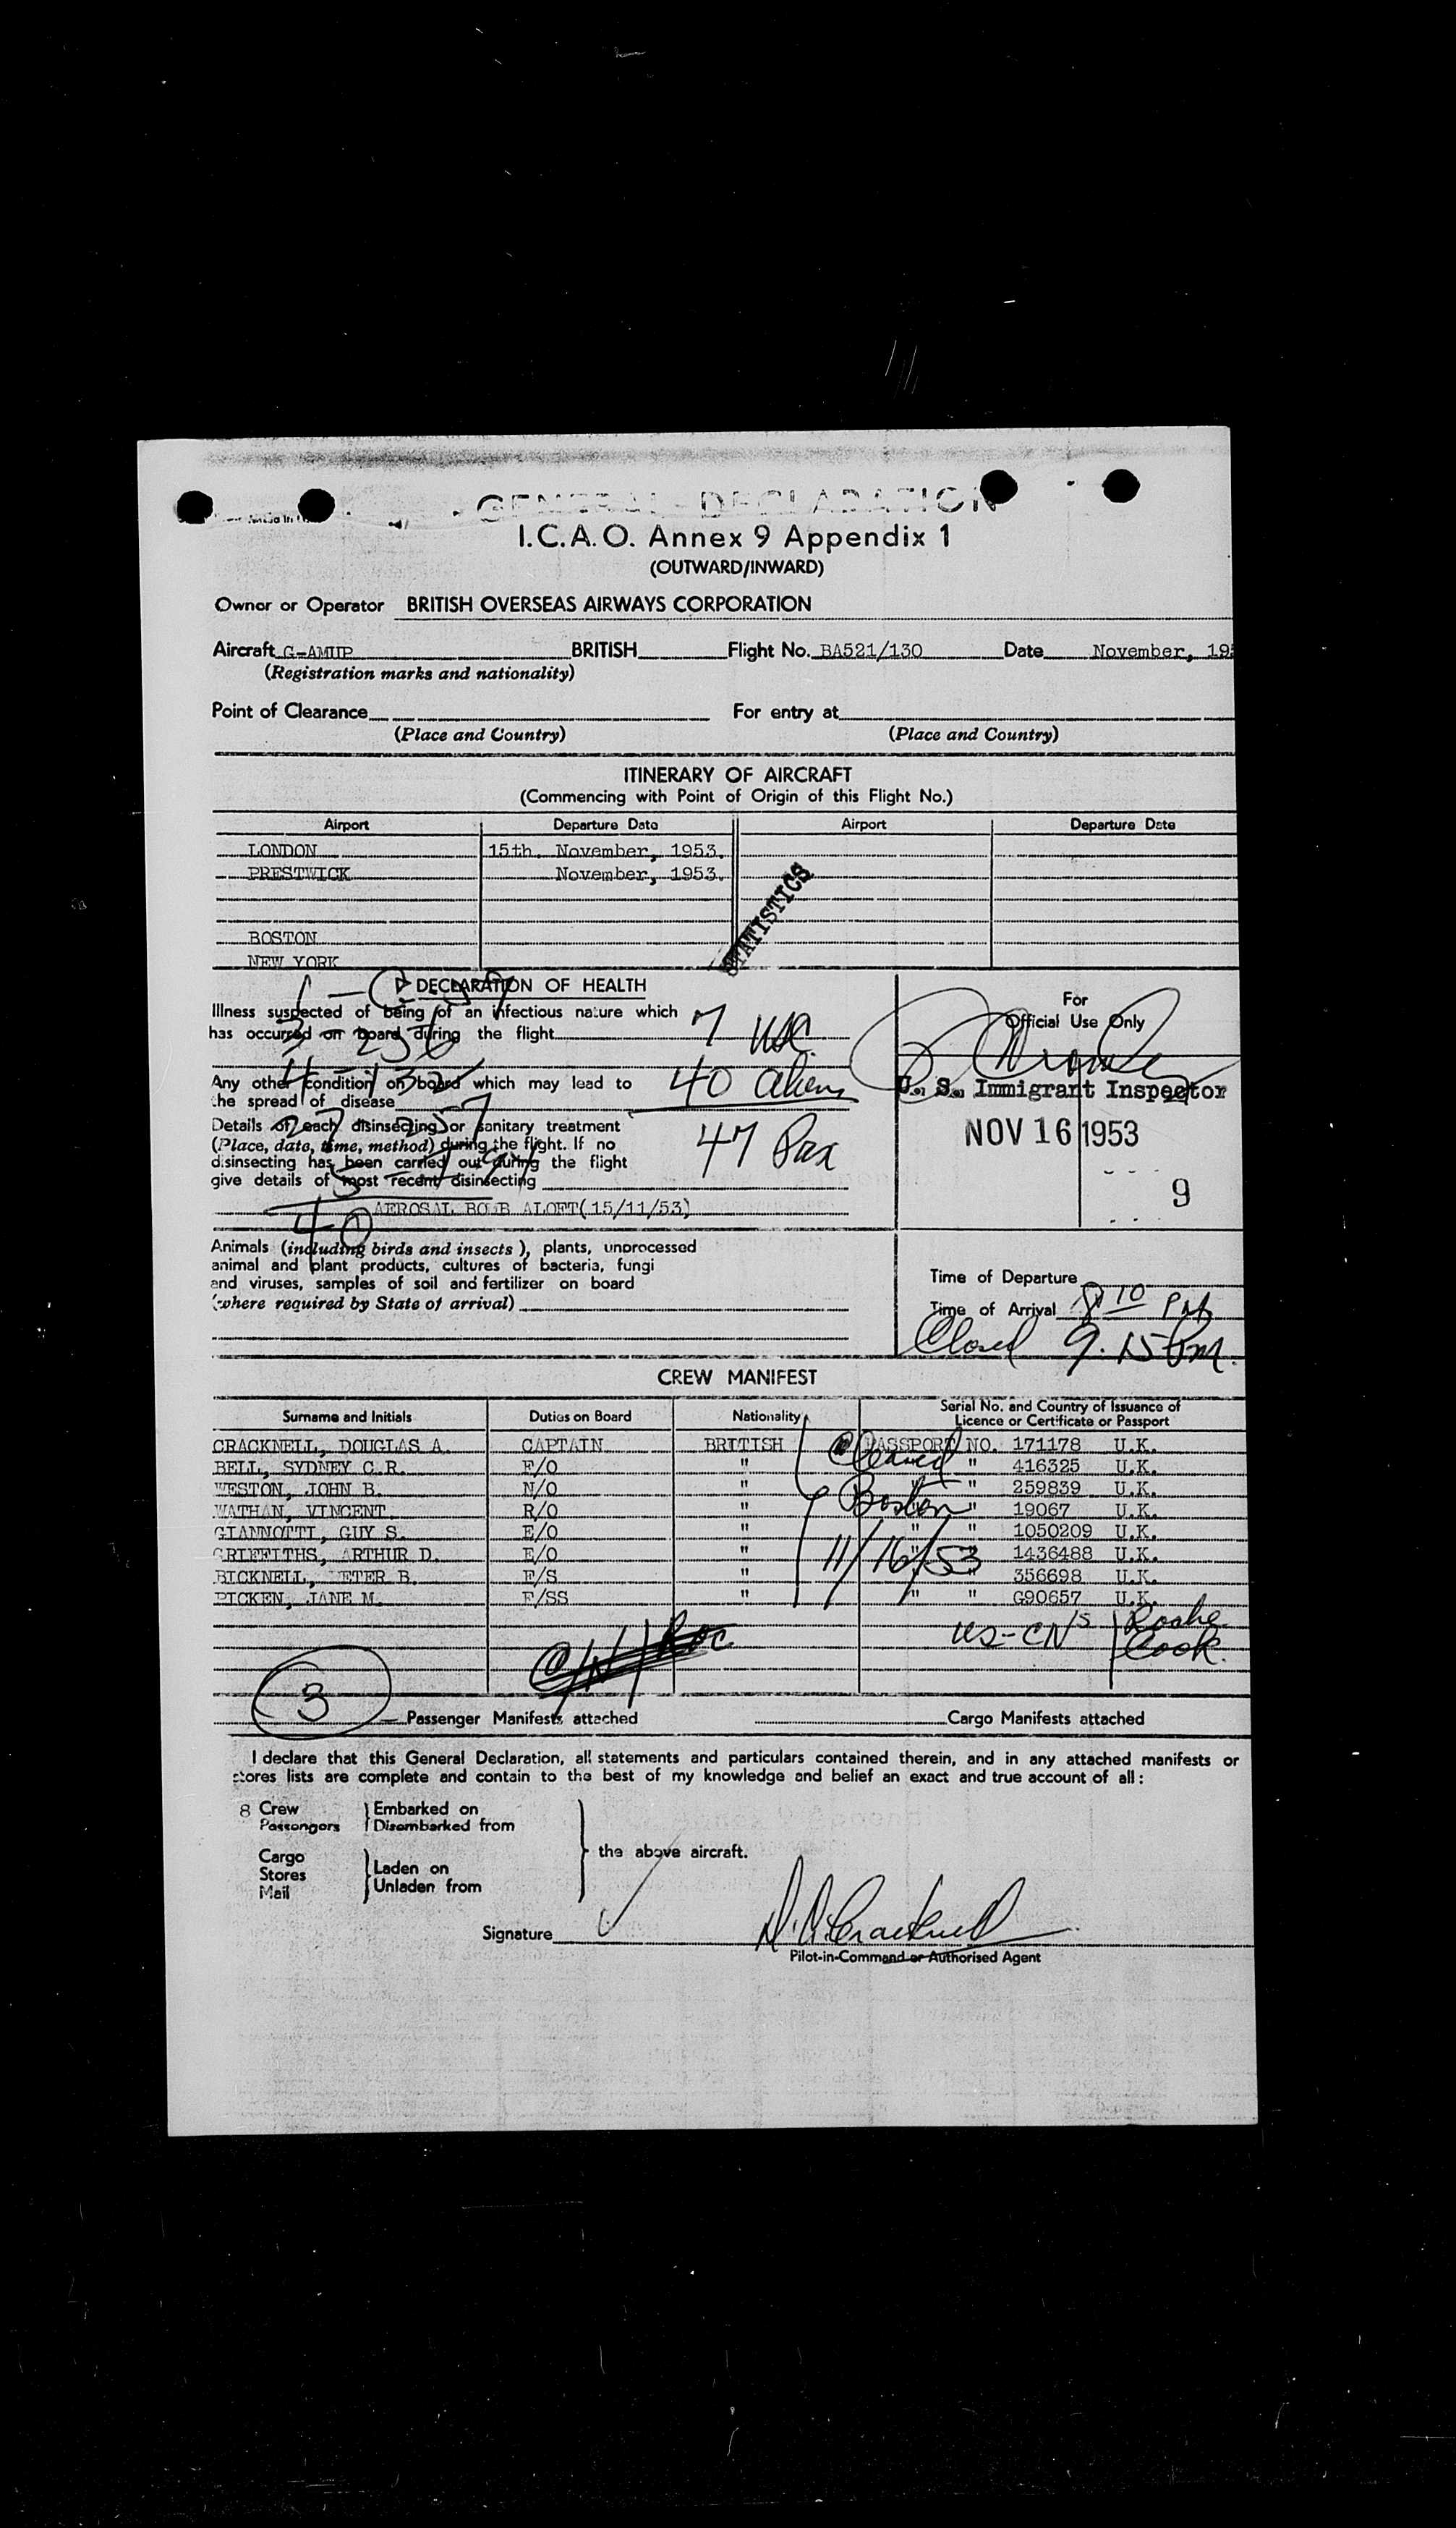 GENERAL DECLARATION
I.C.A.O. Annex 9 Appendix 1
(OUTWARD/INWARD)
Owner or Operator BRITISH OVERSEAS AIRWAYS CORPORATION
Aircraft G-AMUP BRITISH Flight No. BA521/130 Date November, 195
(Registration marks and nationality)
Point of Clearance For entry at
(Place and Country) (Place and Country)
ITINERARY OF AIRCRAFT
(Commencing with Point of Origin of this Flight No.)
Airport Departure Date Airport Departure Date
LONDON 15th. November, 1953.
PRESTWICK November, 1953.
STATISTICS
BOSTON
NEW YORK
DECLARATION OF HEALTH
For
Official Use Only
Illness suspected of being of an infectious nature which
has occurred on board during the flight
7 USC
Any other condition on board which may lead to
the spread of disease
40 aliens
U. S. Immigrant Inspector
NOV 16 1953
9
Details of each disinsecting or sanitary treatment
(Place, date, time, method) during the flight. If no
disinsecting has been carried out during the flight
give details of most recent disinsecting
47 Pax
AEROSAL BOMB ALOFT(15/11/53)
40
Animals (including birds and insects), plants, unprocessed
animal and plant products, cultures of bacteria, fungi
and viruses, samples of soil and fertilizer on board
(where required by State of arrival)
Time of Departure
Time of Arrival 8 10 PM
Closed 9.15 pm.
CREW MANIFEST
Surname and Initials Duties on Board Nationality Serial No. and Country of Issuance of
Licence or Certificate or Passport
CRACKNELL, DOUGLAS A. CAPTAIN BRITISH PASSPORT NO. 171178 U.K.
BELL, SYDNEY C.R. F/O " " 416325 U.K.
WESTON, JOHN B. N/O " " " 259839 U.K.
WATHAN, VINCENT R/O " " " 19067 U.K.
GIANNOTTI, GUY S. E/O " " " 1050209 U.K.
GRIFFITHS, ARTHUR D. E/O " " " 1436488 U.K.
BICKNELL, PETER B. F/S " " " 356698 U.K.
PICKEN, JANE M. F/SS " " " G90657 U.K.
Cleared
Boston
11/16/53
US-CN's Roche
Cook.
3
Passenger Manifests attached Cargo Manifests attached
I declare that this General Declaration, all statements and particulars contained therein, and in any attached manifests or
stores lists are complete and contain to the best of my knowledge and belief an exact and true account of all:
8 Crew Embarked on
Passengers Disembarked from
the above aircraft.
Cargo
Stores Laden on
Mail Unladen from
Signature D. A. Cracknell
Pilot-in-Command or Authorised Agent